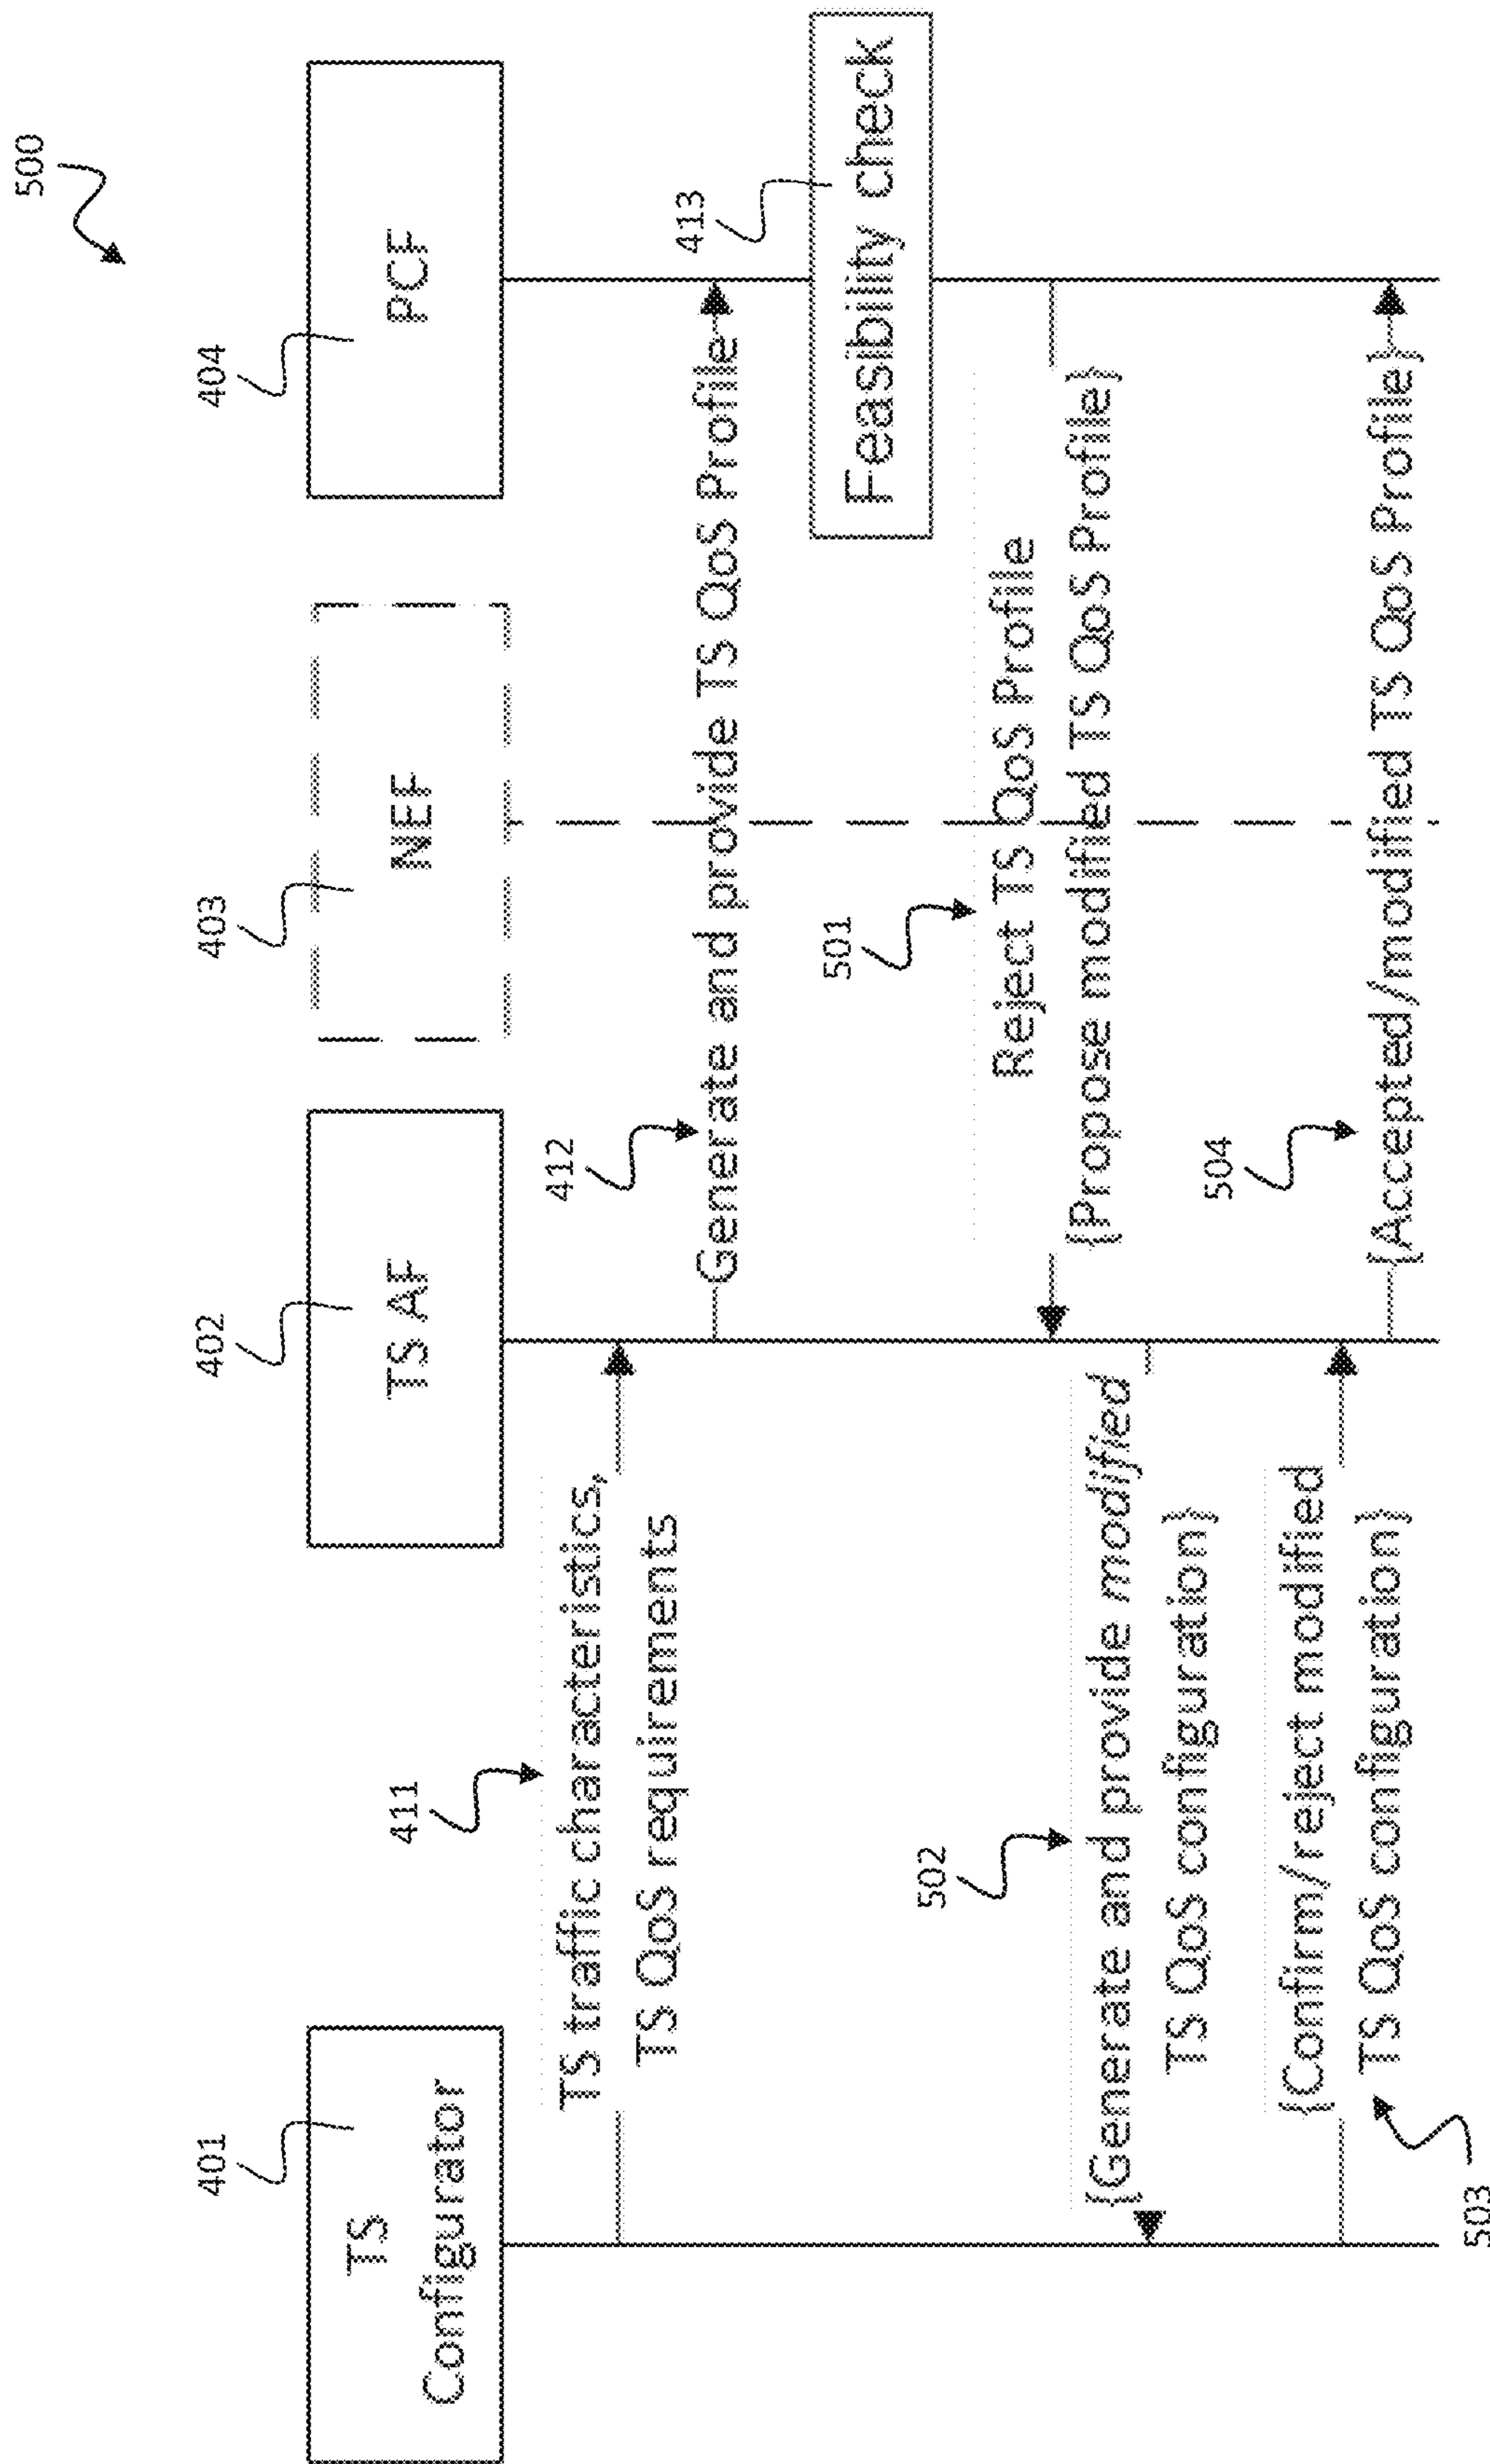 500
401
402
403
404
TS
Configurator
TS AF
NEF
PCF
411
TS traffic characteristics,
TS QoS requirements
412
Generate and provide TS QoS Profile
413
Feasibility check
501
Reject TS QoS Profile
{Propose modified TS QoS Profile}
502
{Generate and provide modified
TS QoS configuration}
{Confirm/reject modified
TS QoS configuration}
503
504
{Accepted/modified TS QoS Profile}